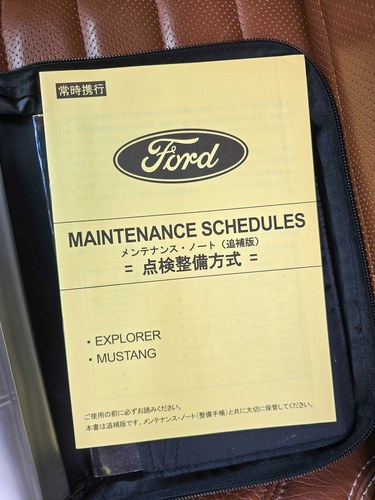 常時携行
Ford
MAINTENANCE SCHEDULES
メンテナンス・ノート（追補版）
= 点検整備方式 =
・EXPLORER
・MUSTANG
ご使用の前に必ずお読みください。
本書は追補版です。メンテナンス・ノート（整備手帳）と共に大切に保管してください。